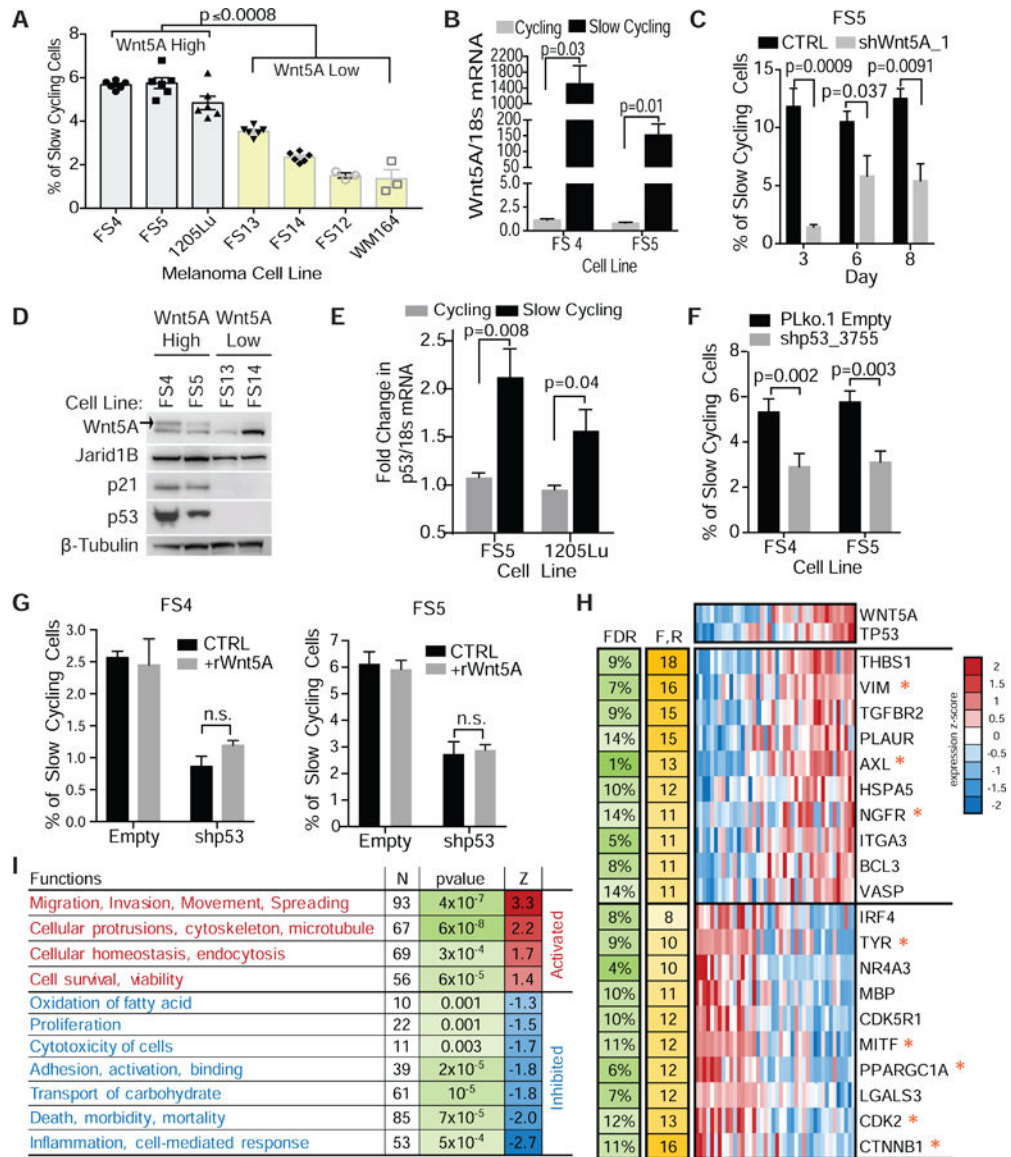 A
p ≤0.0008
Wnt5A High
Wnt5A Low
% of Slow Cycling Cells
8
6
4
2
0
FS4
FS5
1205Lu
FS13
FS14
FS12
WM164
Melanoma Cell Line
B
Cycling
Slow Cycling
p=0.03
p=0.01
Wnt5A/18s mRNA
2400
2200
2000
1800
1600
1400
200
150
100
50
5.0
2.5
0.0
FS 4
FS5
Cell Line
C
FS5
CTRL
shWnt5A_1
p=0.0009
p=0.0091
p=0.037
% of Slow Cycling Cells
15
10
5
0
3
6
8
Day
D
Wnt5A Wnt5A
High Low
Cell Line:
FS4
FS5
FS13
FS14
Wnt5A
Jarid1B
p21
p53
β-Tubulin
E
Cycling
Slow Cycling
p=0.008
p=0.04
Fold Change in
p53/18s mRNA
2.5
2.0
1.5
1.0
0.5
FS5
1205Lu
Cell Line
F
PLko.1 Empty
shp53_3755
p=0.002
p=0.003
% of Slow Cycling Cells
8
6
4
2
0
FS4
FS5
Cell Line
G
FS4
CTRL
+rWnt5A
n.s.
% of Slow Cycling Cells
3.0
2.5
2.0
1.5
1.0
0.5
0.0
Empty
shp53
FS5
CTRL
+rWnt5A
n.s.
% of Slow Cycling Cells
8
7
6
5
4
3
2
1
0
Empty
shp53
H
WNT5A
TP53
FDR F,R
9% 18 THBS1
7% 16 VIM *
9% 15 TGFBR2
14% 15 PLAUR
1% 13 AXL *
10% 12 HSPA5
14% 11 NGFR *
5% 11 ITGA3
8% 11 BCL3
14% 11 VASP
8% 8 IRF4
9% 10 TYR *
4% 10 NR4A3
10% 11 MBP
10% 12 CDK5R1
11% 12 MITF *
6% 12 PPARGC1A *
7% 12 LGALS3
12% 13 CDK2 *
11% 16 CTNNB1 *
expression z-score
2
1.5
1
0.5
0
-0.5
-1
-1.5
-2
I
Functions N pvalue Z
Migration, Invasion, Movement, Spreading 93 4x10⁻⁷ 3.3
Cellular protrusions, cytoskeleton, microtubule 67 6x10⁻⁸ 2.2
Cellular homeostasis, endocytosis 69 3x10⁻⁴ 1.7
Cell survival, viability 56 6x10⁻⁵ 1.4
Activated
Oxidation of fatty acid 10 0.001 -1.3
Proliferation 22 0.001 -1.5
Cytotoxicity of cells 11 0.003 -1.7
Adhesion, activation, binding 39 2x10⁻⁵ -1.8
Transport of carbohydrate 61 10⁻⁵ -1.8
Death, morbidity, mortality 85 7x10⁻⁵ -2.0
Inflammation, cell-mediated response 53 5x10⁻⁴ -2.7
Inhibited